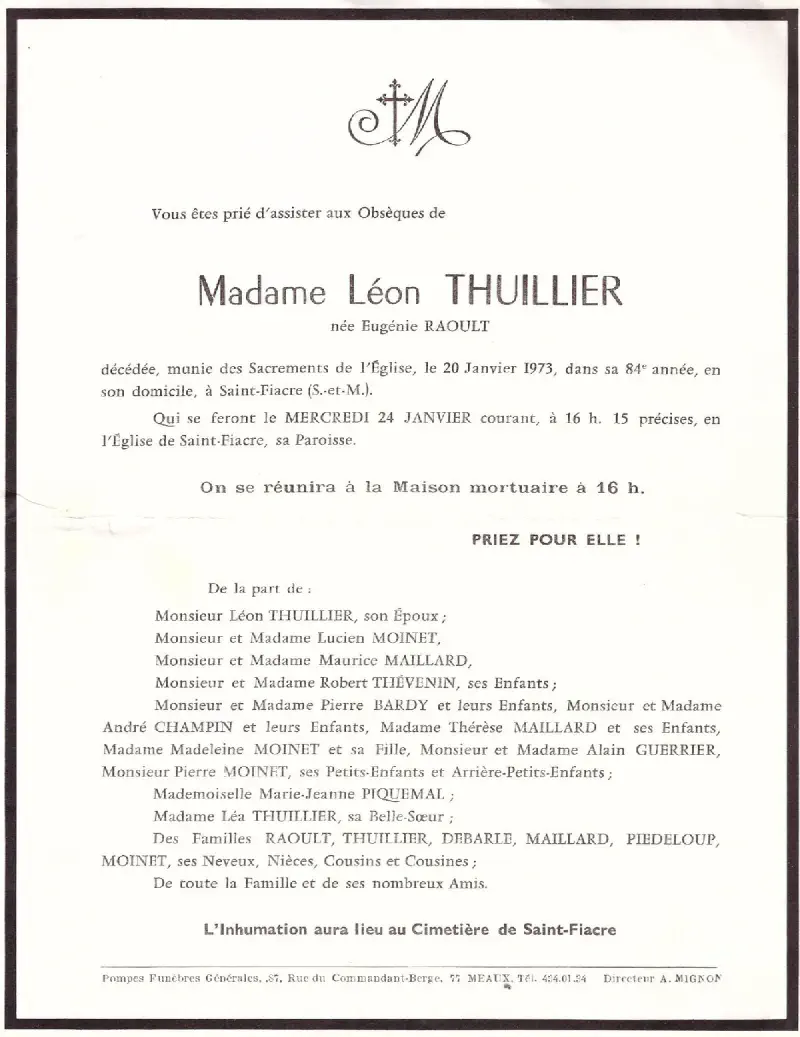 M
Vous êtes prié d'assister aux Obsèques de
Madame Léon THUILLIER
née Eugénie RAOULT
décédée, munie des Sacrements de l'Église, le 20 Janvier 1973, dans sa 84e année, en
son domicile, à Saint-Fiacre (S.-et-M.).
Qui se feront le MERCREDI 24 JANVIER courant, à 16 h. 15 précises, en
l'Église de Saint-Fiacre, sa Paroisse.
On se réunira à la Maison mortuaire à 16 h.
PRIEZ POUR ELLE !
De la part de :
Monsieur Léon THUILLIER, son Époux ;
Monsieur et Madame Lucien MOINET,
Monsieur et Madame Maurice MAILLARD,
Monsieur et Madame Robert THÉVENIN, ses Enfants ;
Monsieur et Madame Pierre BARDY et leurs Enfants, Monsieur et Madame
André CHAMPIN et leurs Enfants, Madame Thérèse MAILLARD et ses Enfants,
Madame Madeleine MOINET et sa Fille, Monsieur et Madame Alain GUERRIER,
Monsieur Pierre MOINET, ses Petits-Enfants et Arrière-Petits-Enfants ;
Mademoiselle Marie-Jeanne PIQUEMAL ;
Madame Léa THUILLIER, sa Belle-Sœur ;
Des Familles RAOULT, THUILLIER, DEBARLE, MAILLARD, PIEDELOUP,
MOINET, ses Neveux, Nièces, Cousins et Cousines ;
De toute la Famille et de ses nombreux Amis.
L'Inhumation aura lieu au Cimetière de Saint-Fiacre
Pompes Funèbres Générales, 87, Rue du Commandant-Berge, 77 MEAUX, Tél. 434.01.34 Directeur A. MIGNON